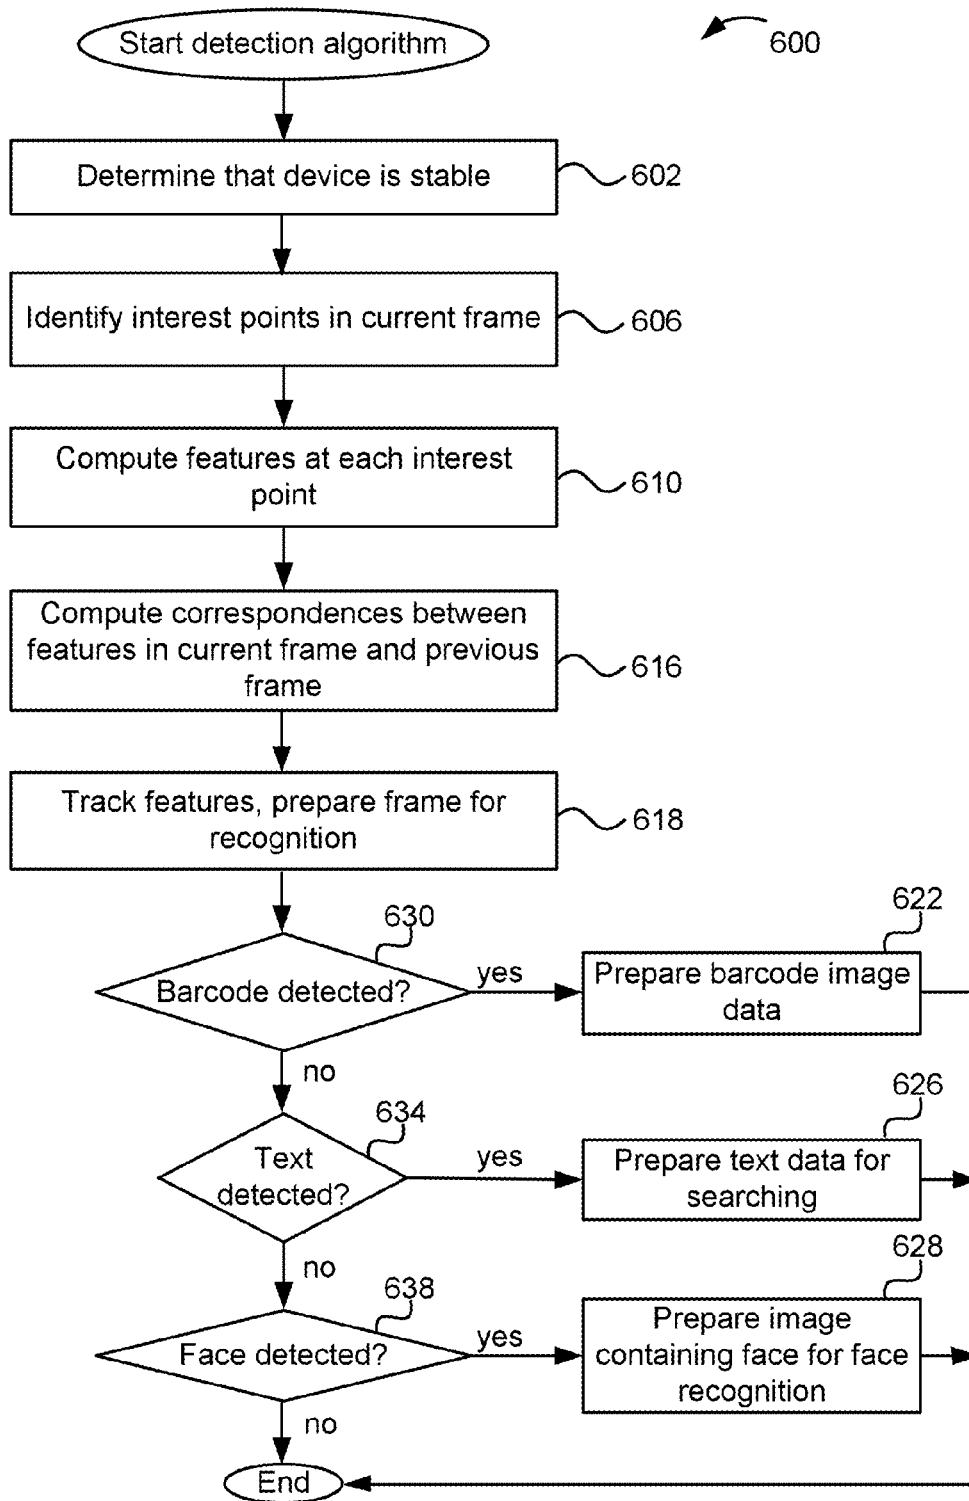 Start detection algorithm
600
Determine that device is stable
602
Identify interest points in current frame
606
Compute features at each interest
point
610
Compute correspondences between
features in current frame and previous
frame
616
Track features, prepare frame for
recognition
618
630
622
Barcode detected?
yes
Prepare barcode image
data
no
634
626
Text
detected?
yes
Prepare text data for
searching
no
638
628
Face detected?
yes
Prepare image
containing face for face
recognition
no
End